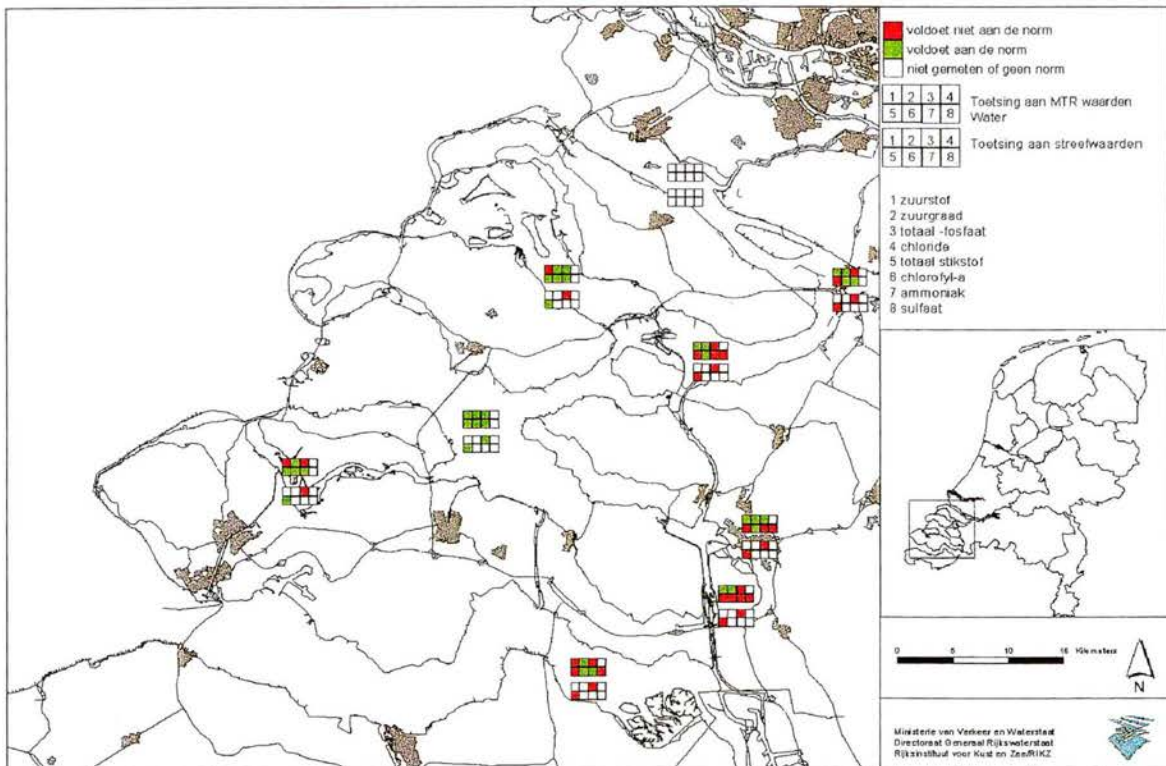 voldoet niet aan de norm
voldoet aan de norm
niet gemeten of geen norm
1 2 3 4
5 6 7 8
Toetsing aan MTR waarden
Water
1 2 3 4
5 6 7 8
Toetsing aan streefwaarden
1 zuurstof
2 zuurgraad
3 totaal -fosfaat
4 chloride
5 totaal stikstof
6 chlorofyl-a
7 ammoniak
8 sulfaat
0 5 10 15 Kilometers
N
Ministerie van Verkeer en Waterstaat
Directoraat Generaal Rijkswaterstaat
Rijksinstituut voor Kust en Zee/RIKZ